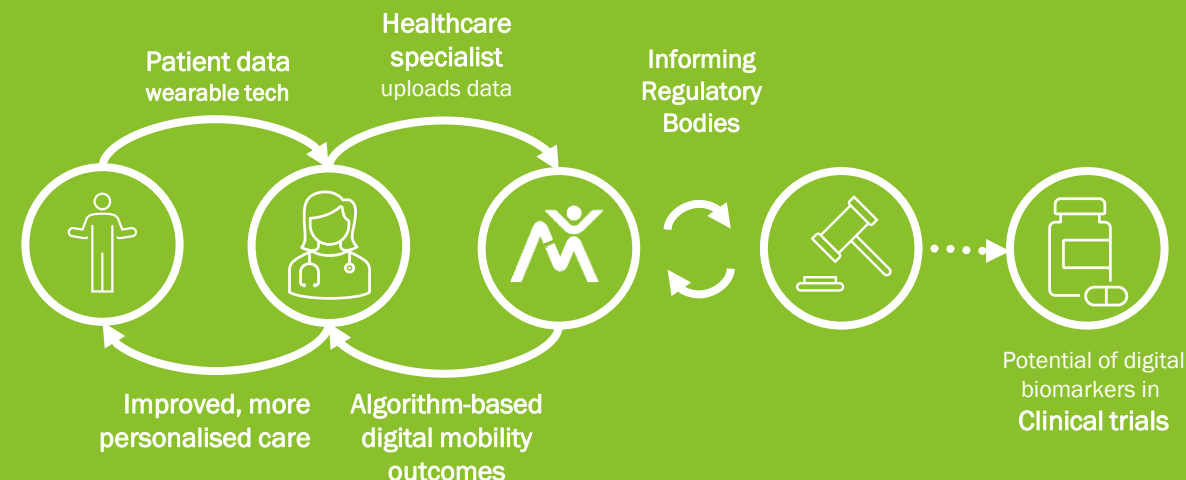 Patient data
wearable tech
Healthcare
specialist
uploads data
Informing
Regulatory
Bodies
Improved, more
personalised care
Algorithm-based
digital mobility
outcomes
Potential of digital
biomarkers in
Clinical trials